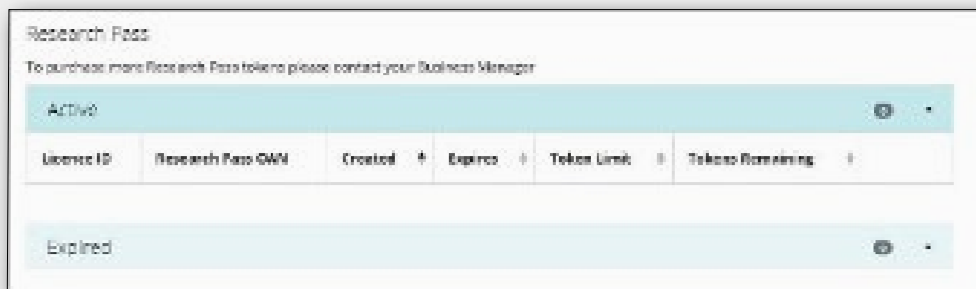 Research Pass
To purchase more Research Pass tokens please contact your Business Manager
Active
Licence ID Research Pass OAN Created Expires Token Limit Tokens Remaining
Expired